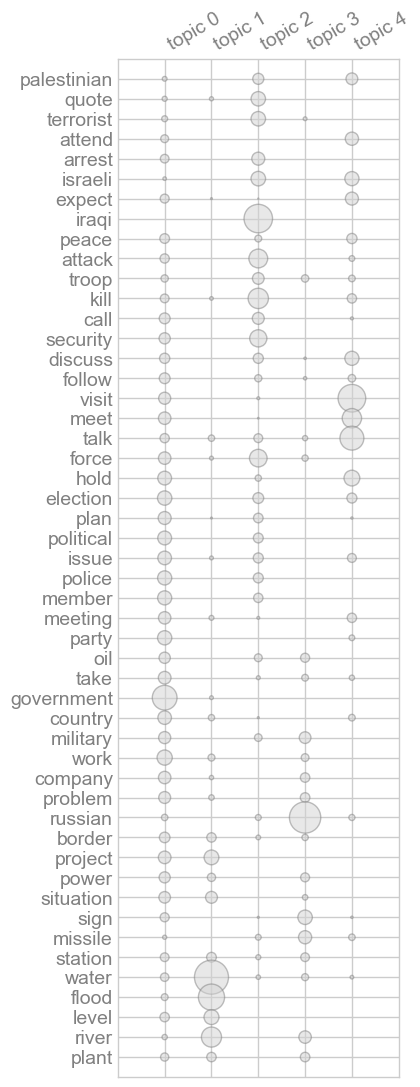 topic 0 topic 1 topic 2 topic 3 topic 4
palestinian
quote
terrorist
attend
arrest
israeli
expect
iraqi
peace
attack
troop
kill
call
security
discuss
follow
visit
meet
talk
force
hold
election
plan
political
issue
police
member
meeting
party
oil
take
government
country
military
work
company
problem
russian
border
project
power
situation
sign
missile
station
water
flood
level
river
plant